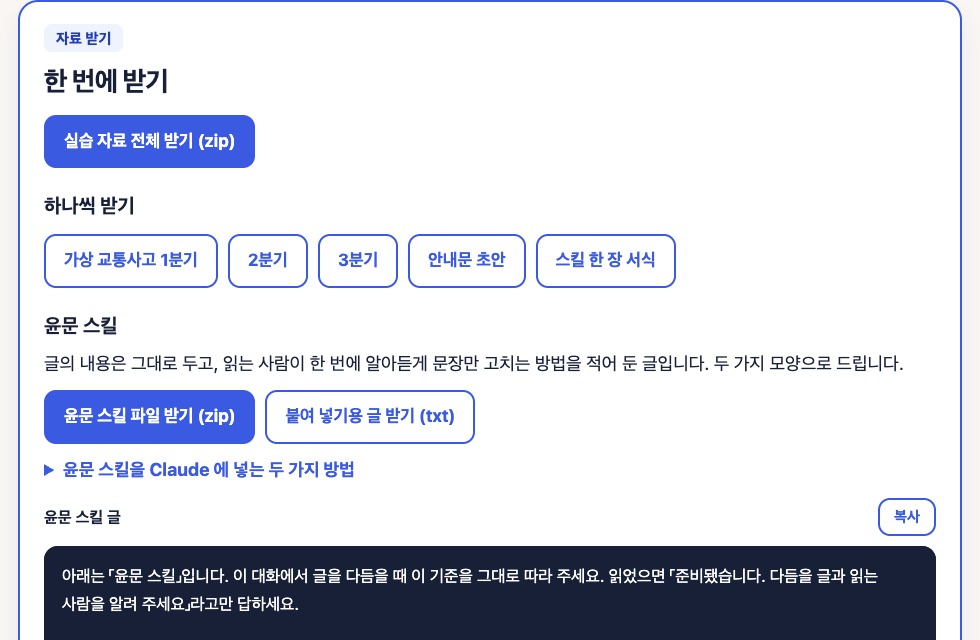 자료 받기
한 번에 받기
실습 자료 전체 받기 (zip)
하나씩 받기
가상 교통사고 1분기 2분기 3분기 안내문 초안 스킬 한 장 서식
윤문 스킬
글의 내용은 그대로 두고, 읽는 사람이 한 번에 알아듣게 문장만 고치는 방법을 적어 둔 글입니다. 두 가지 모양으로 드립니다.
윤문 스킬 파일 받기 (zip) 붙여 넣기용 글 받기 (txt)
▶ 윤문 스킬을 Claude 에 넣는 두 가지 방법
윤문 스킬 글 복사
아래는 「윤문 스킬」입니다. 이 대화에서 글을 다듬을 때 이 기준을 그대로 따라 주세요. 읽었으면 「준비됐습니다. 다듬을 글과 읽는
사람을 알려 주세요」라고만 답하세요.